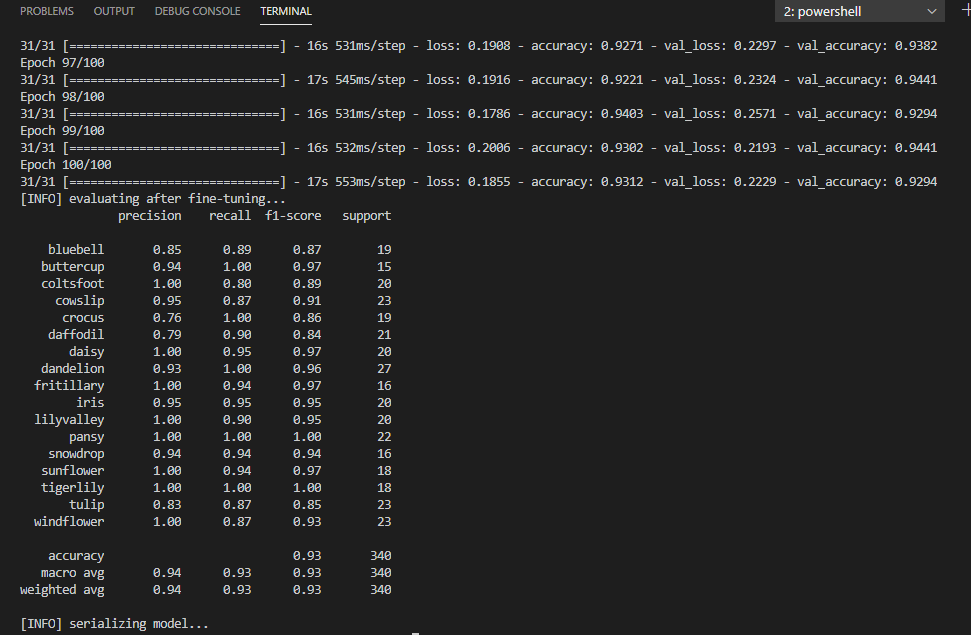 PROBLEMS OUTPUT DEBUG CONSOLE TERMINAL 2: powershell
31/31 [==============================] - 16s 531ms/step - loss: 0.1908 - accuracy: 0.9271 - val_loss: 0.2297 - val_accuracy: 0.9382
Epoch 97/100
31/31 [==============================] - 17s 545ms/step - loss: 0.1916 - accuracy: 0.9221 - val_loss: 0.2324 - val_accuracy: 0.9441
Epoch 98/100
31/31 [==============================] - 16s 531ms/step - loss: 0.1786 - accuracy: 0.9403 - val_loss: 0.2571 - val_accuracy: 0.9294
Epoch 99/100
31/31 [==============================] - 16s 532ms/step - loss: 0.2006 - accuracy: 0.9302 - val_loss: 0.2193 - val_accuracy: 0.9441
Epoch 100/100
31/31 [==============================] - 17s 553ms/step - loss: 0.1855 - accuracy: 0.9312 - val_loss: 0.2229 - val_accuracy: 0.9294
[INFO] evaluating after fine-tuning...
precision recall f1-score support
bluebell 0.85 0.89 0.87 19
buttercup 0.94 1.00 0.97 15
coltsfoot 1.00 0.80 0.89 20
cowslip 0.95 0.87 0.91 23
crocus 0.76 1.00 0.86 19
daffodil 0.79 0.90 0.84 21
daisy 1.00 0.95 0.97 20
dandelion 0.93 1.00 0.96 27
fritillary 1.00 0.94 0.97 16
iris 0.95 0.95 0.95 20
lilyvalley 1.00 0.90 0.95 20
pansy 1.00 1.00 1.00 22
snowdrop 0.94 0.94 0.94 16
sunflower 1.00 0.94 0.97 18
tigerlily 1.00 1.00 1.00 18
tulip 0.83 0.87 0.85 23
windflower 1.00 0.87 0.93 23
accuracy 0.93 340
macro avg 0.94 0.93 0.93 340
weighted avg 0.94 0.93 0.93 340
[INFO] serializing model...